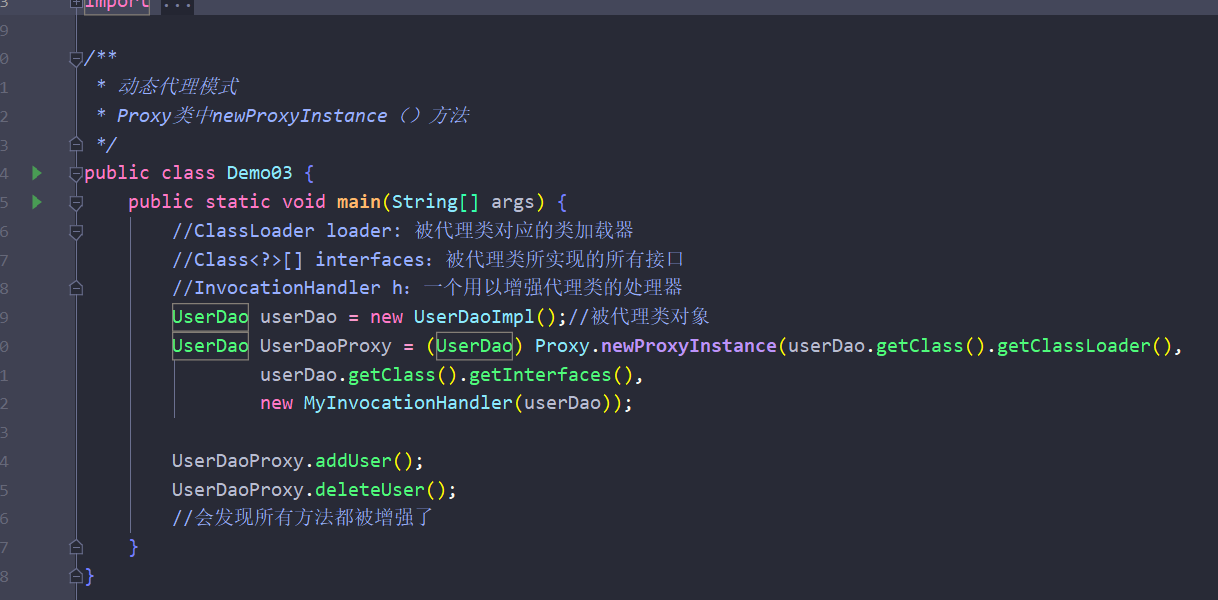 3 import ...
9
0 /**
1 * 动态代理模式
2 * Proxy类中newProxyInstance（）方法
3 */
4 public class Demo03 {
5 public static void main(String[] args) {
6 //ClassLoader loader: 被代理类对应的类加载器
7 //Class<?>[] interfaces: 被代理类所实现的所有接口
8 //InvocationHandler h: 一个用以增强代理类的处理器
9 UserDao userDao = new UserDaoImpl();//被代理类对象
0 UserDao UserDaoProxy = (UserDao) Proxy.newProxyInstance(userDao.getClass().getClassLoader(),
1 userDao.getClass().getInterfaces(),
2 new MyInvocationHandler(userDao));
3
4 UserDaoProxy.addUser();
5 UserDaoProxy.deleteUser();
6 //会发现所有方法都被增强了
7 }
8 }